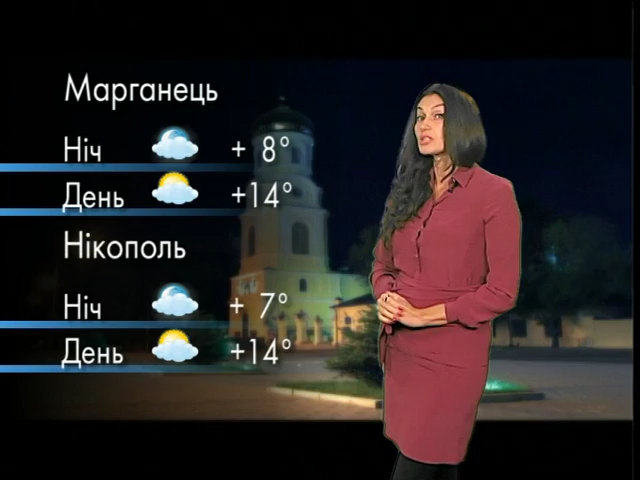 Марганець
Ніч + 8°
День +14°
Нікополь
Ніч + 7°
День +14°